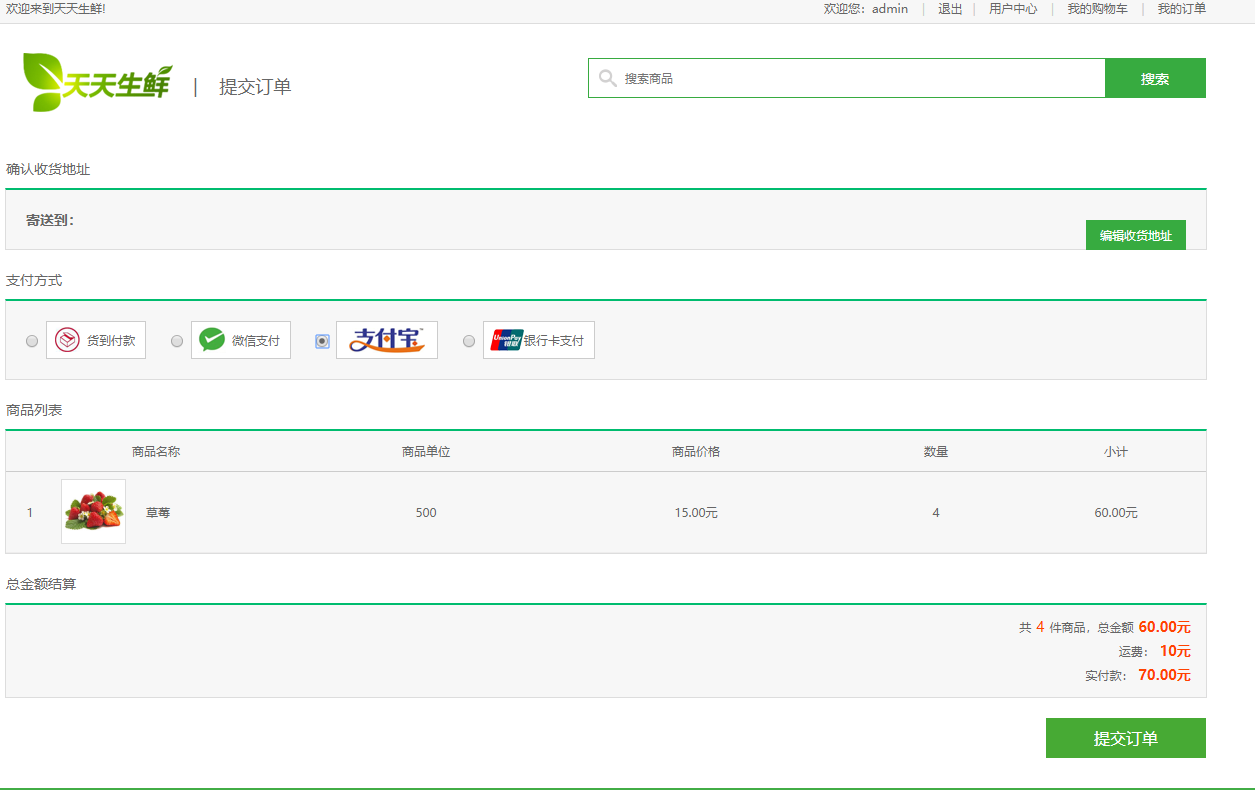 欢迎来到天天生鲜!
欢迎您：admin | 退出 | 用户中心 | 我的购物车 | 我的订单
天天生鲜 | 提交订单
搜索商品 搜索
确认收货地址
寄送到：
编辑收货地址
支付方式
货到付款 微信支付 支付宝 UnionPay 银联 银行卡支付
商品列表
商品名称 商品单位 商品价格 数量 小计
1 草莓 500 15.00元 4 60.00元
总金额结算
共 4 件商品，总金额 60.00元
运费： 10元
实付款： 70.00元
提交订单